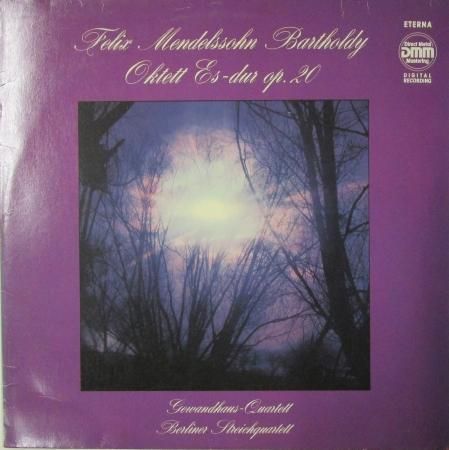 Felix Mendelssohn Bartholdy
Oktett Es-dur op. 20
ETERNA
Direct Metal
DMM
Mastering
DIGITAL
RECORDING
Gewandhaus-Quartett
Berliner Streichquartett